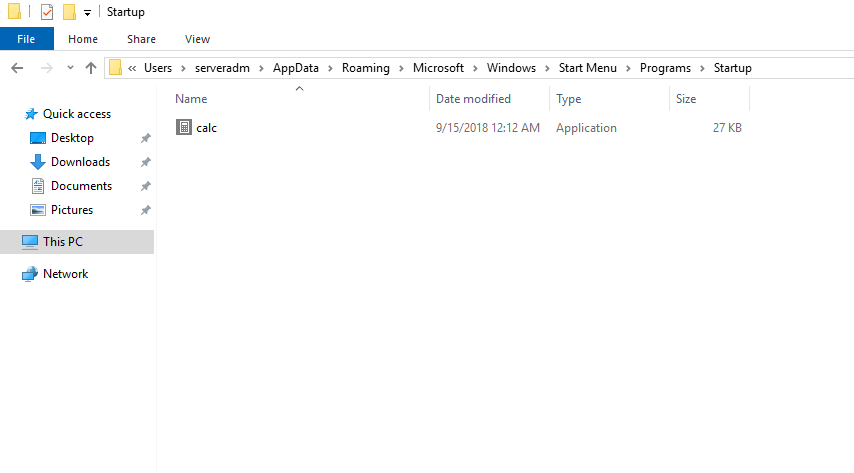 Startup
File Home Share View
« Users > serveradm > AppData > Roaming > Microsoft > Windows > Start Menu > Programs > Startup
Name Date modified Type Size
calc 9/15/2018 12:12 AM Application 27 KB
Quick access
Desktop
Downloads
Documents
Pictures
This PC
Network